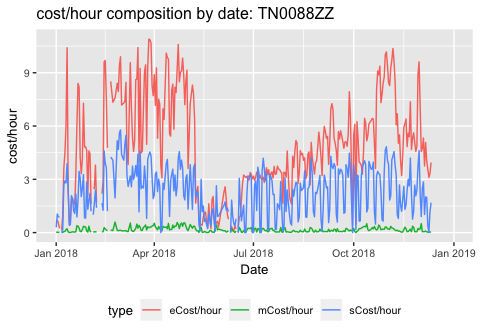 cost/hour composition by date: TN0088ZZ
cost/hour
9
6
3
0
Jan 2018 Apr 2018 Jul 2018 Oct 2018 Jan 2019
Date
type eCost/hour mCost/hour sCost/hour